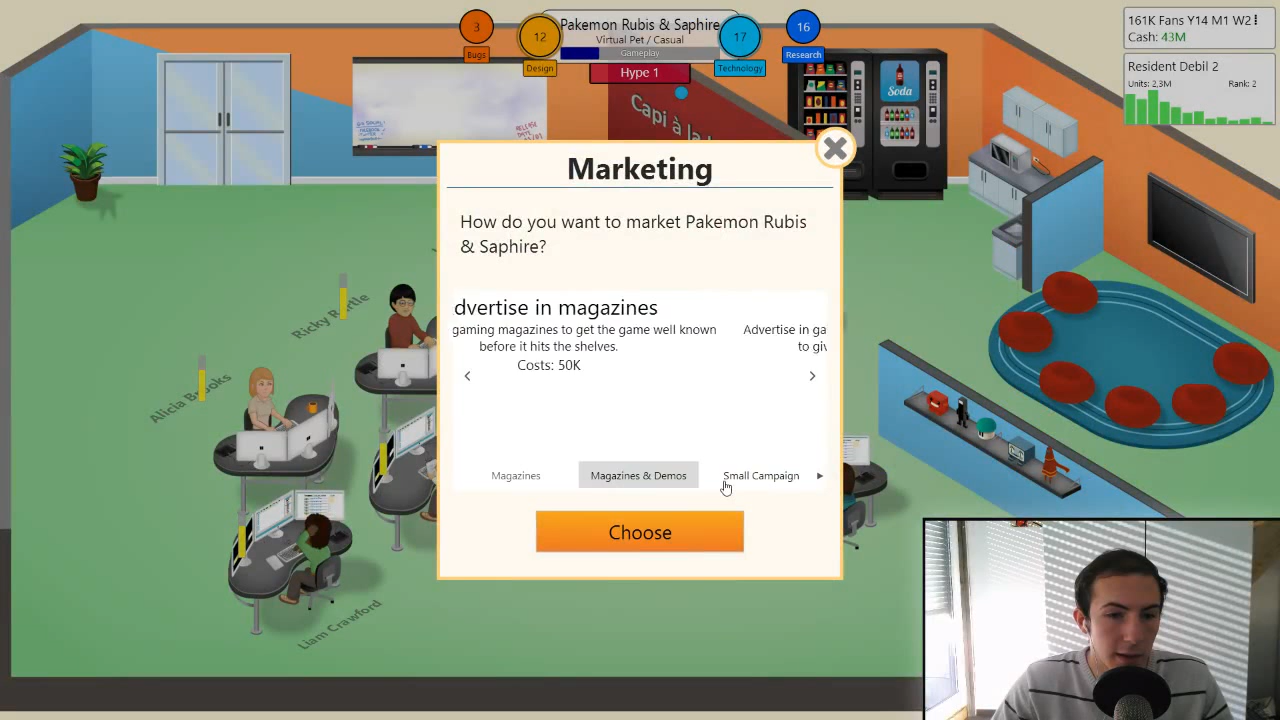 3
Bugs
12
Design
Pakemon Rubis & Saphire
Virtual Pet / Casual
Gameplay
Hype 1
17
Technology
16
Research
161K Fans Y14 M1 W2
Cash: 43M
Resident Debil 2
Units: 2,3M Rank: 2
Soda
Capi à la
RELEASE
DATE
Marketing
How do you want to market Pakemon Rubis
& Saphire?
dvertise in magazines
gaming magazines to get the game well known
before it hits the shelves.
Costs: 50K
Advertise in ga
to giv
Magazines
Magazines & Demos
Small Campaign
Choose
Alicia Brooks
Liam Crawford